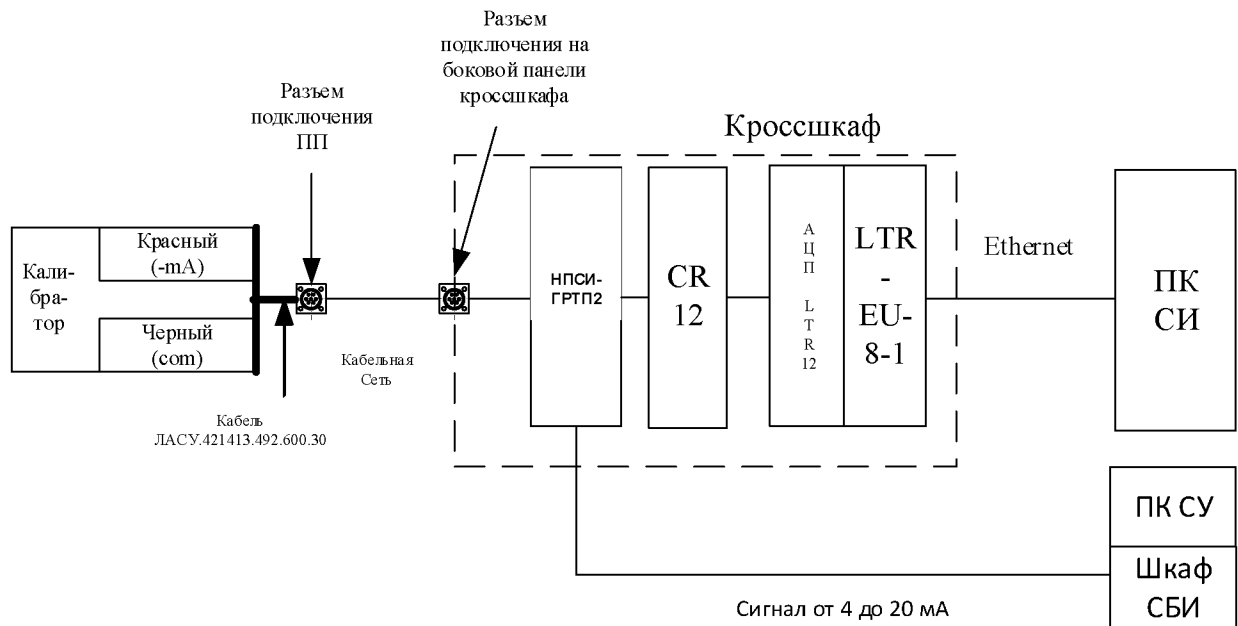 Разъем
подключения на
боковой панели
кроссшкафа
Разъем
подключения
ПП
Кроссшкаф
Кали-
бра-
тор
Красный
(-mA)
Черный
(com)
Кабель
ЛАСУ.421413.492.600.30
Кабельная
Сеть
НПСИ-
ГРТП2
CR
12
А
Ц
П
L
T
R
12
LTR
-
EU-
8-1
Ethernet
ПК
СИ
ПК СУ
Шкаф
СБИ
Сигнал от 4 до 20 мА